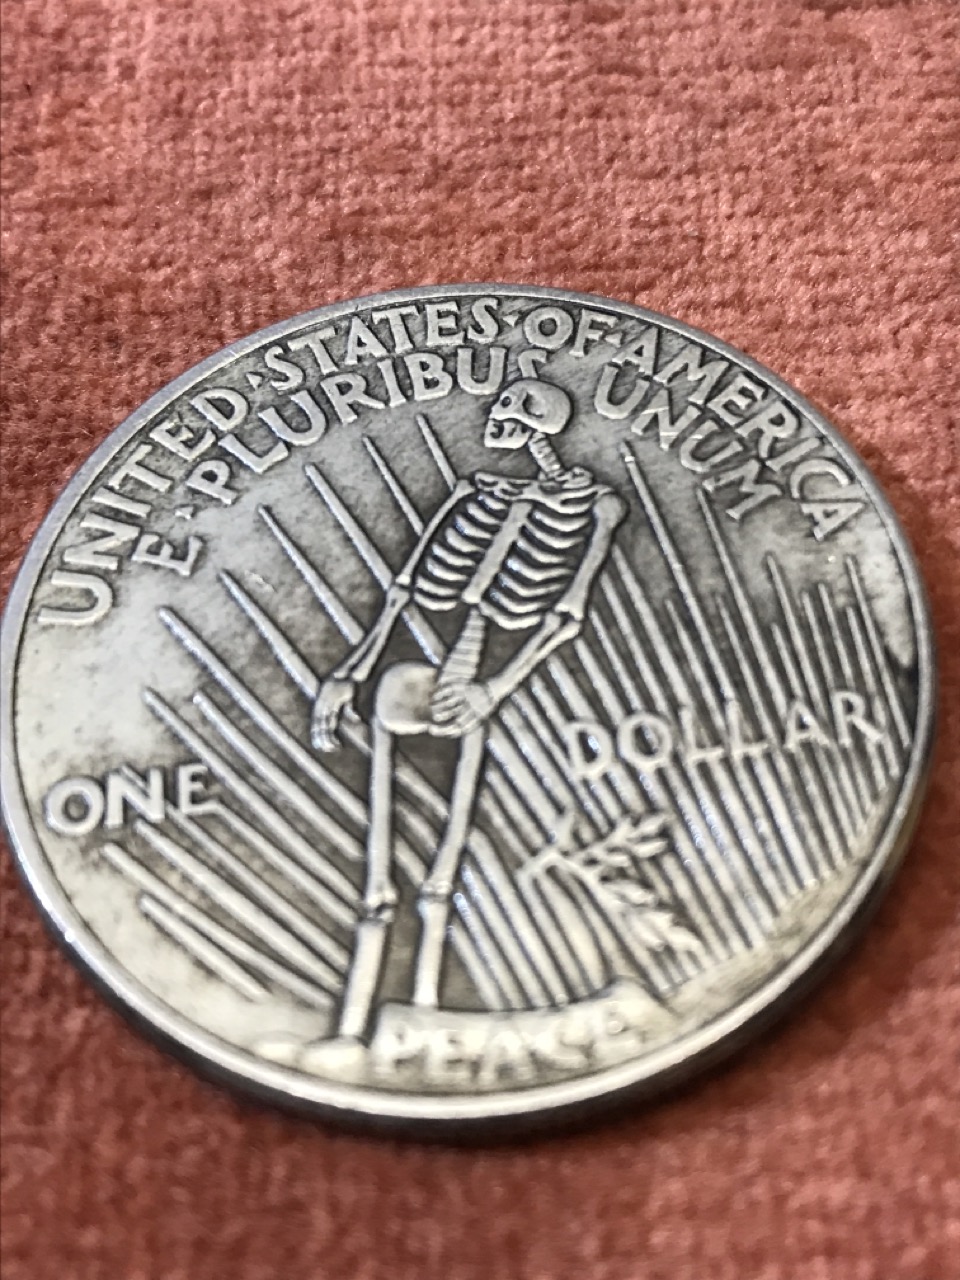 UNITED·STATES·OF·AMERICA
E·PLURIBUS UNUM
ONE DOLLAR
PEACE